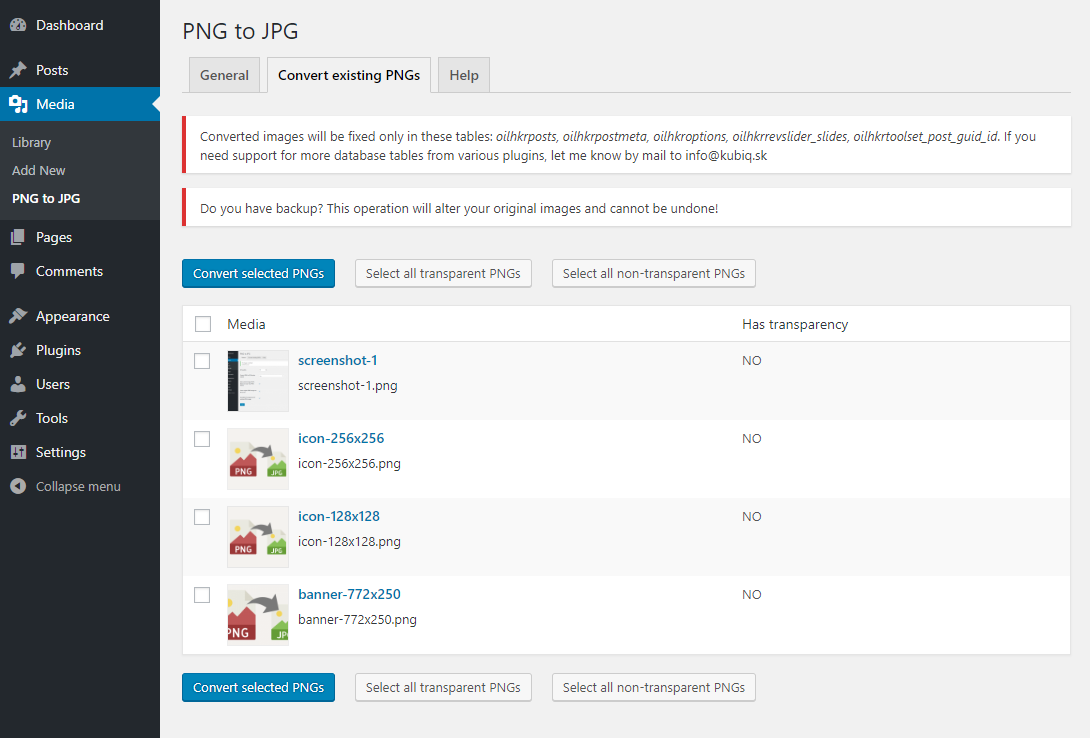 Dashboard
Posts
Media
Library
Add New
PNG to JPG
Pages
Comments
Appearance
Plugins
Users
Tools
Settings
Collapse menu
PNG to JPG
General
Convert existing PNGs
Help
Converted images will be fixed only in these tables: oilhkrposts, oilhkrpostmeta, oilhkroptions, oilhkrrevslider_slides, oilhkrtoolset_post_guid_id. If you
need support for more database tables from various plugins, let me know by mail to info@kubiq.sk
Do you have backup? This operation will alter your original images and cannot be undone!
Convert selected PNGs
Select all transparent PNGs
Select all non-transparent PNGs
Media
Has transparency
screenshot-1
NO
screenshot-1.png
icon-256x256
NO
icon-256x256.png
PNG
JPG
icon-128x128
NO
icon-128x128.png
PNG
JPG
banner-772x250
NO
banner-772x250.png
PNG
JP
Convert selected PNGs
Select all transparent PNGs
Select all non-transparent PNGs